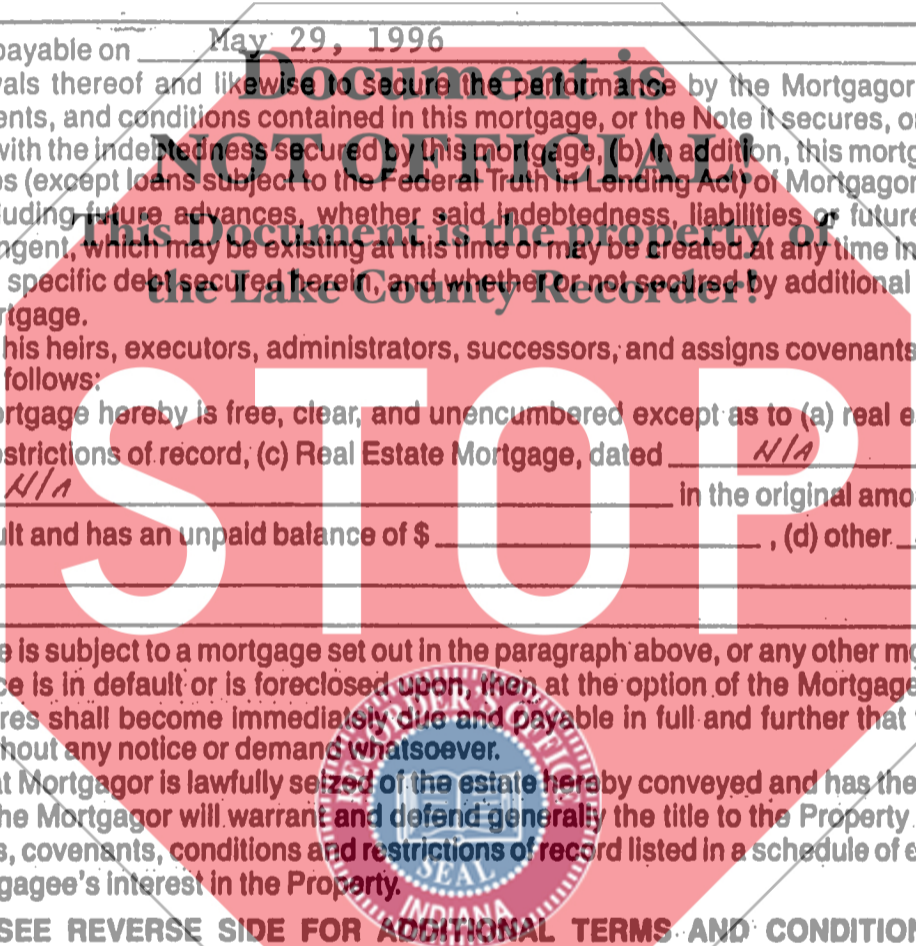 payable on May 29, 1996
Document is
vals thereof and likewise to secure the performance by the Mortgagor
ents, and conditions contained in this mortgage, or the Note it secures, o
NOT OFFICIAL!
with the indebtedness secured by this mortgage, (b) In addition, this mortg
s (except loans subject to the Federal Truth in Lending Act) of Mortgagor
cluding future advances, whether said indebtedness, liabilities or future
This Document is the property of
ngent, which may be existing at this time or may be created at any time in
specific debt secured herein, and whether or not secured by additional
the Lake County Recorder!
rtgage.
his heirs, executors, administrators, successors, and assigns covenants
follows:
STOP
ortgage hereby is free, clear, and unencumbered except as to (a) real e
strictions of record, (c) Real Estate Mortgage, dated N/A
N/A in the original amo
ult and has an unpaid balance of $ , (d) other
e is subject to a mortgage set out in the paragraph above, or any other mo
ce is in default or is foreclosed upon, then at the option of the Mortgage
res shall become immediately due and payable in full and further that
hout any notice or demand whatsoever.
RECORDER'S OFFICE
at Mortgagor is lawfully seized of the estate hereby conveyed and has the
he Mortgagor will warrant and defend generally the title to the Property
s, covenants, conditions and restrictions of record listed in a schedule of e
SEAL
gagee's interest in the Property.
INDIANA
SEE REVERSE SIDE FOR ADDITIONAL TERMS AND CONDITION